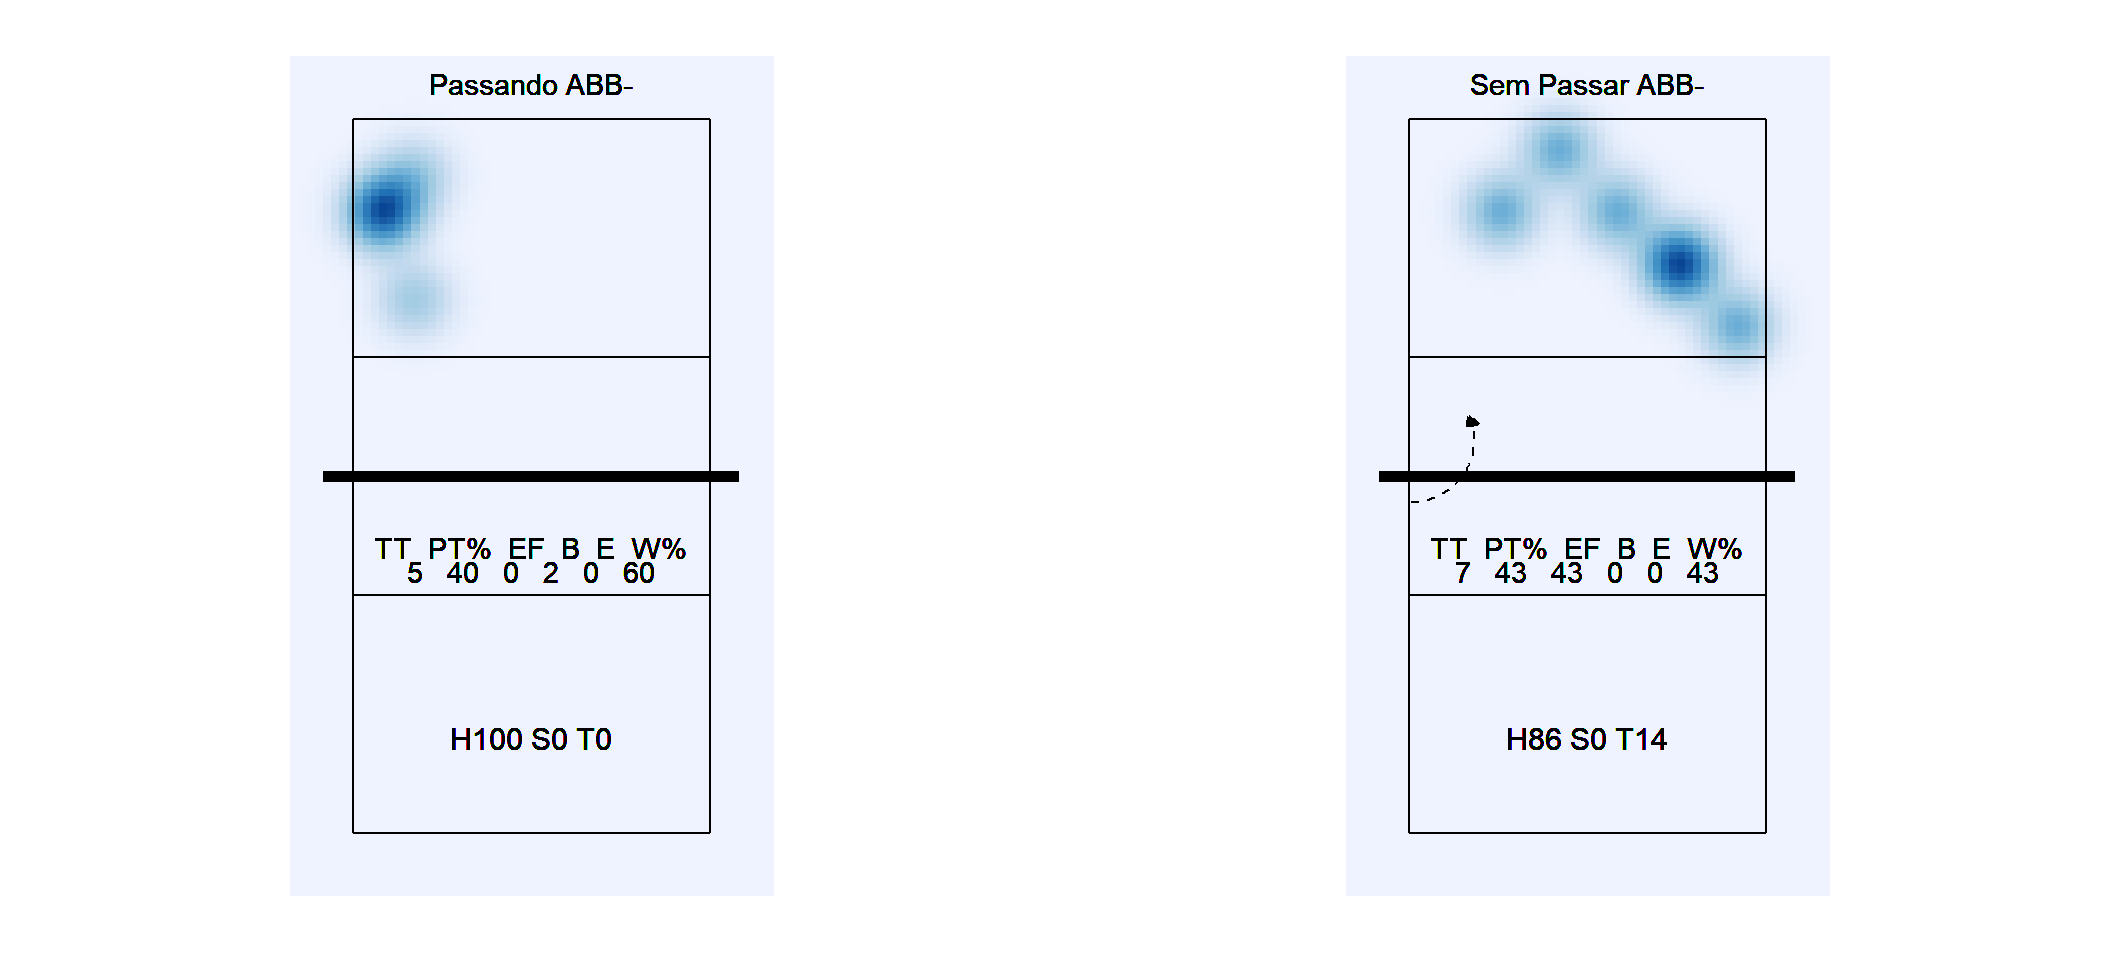 Passando ABB-
TT PT% EF B E W%
5 40 0 2 0 60
H100 S0 T0
Sem Passar ABB-
TT PT% EF B E W%
7 43 43 0 0 43
H86 S0 T14